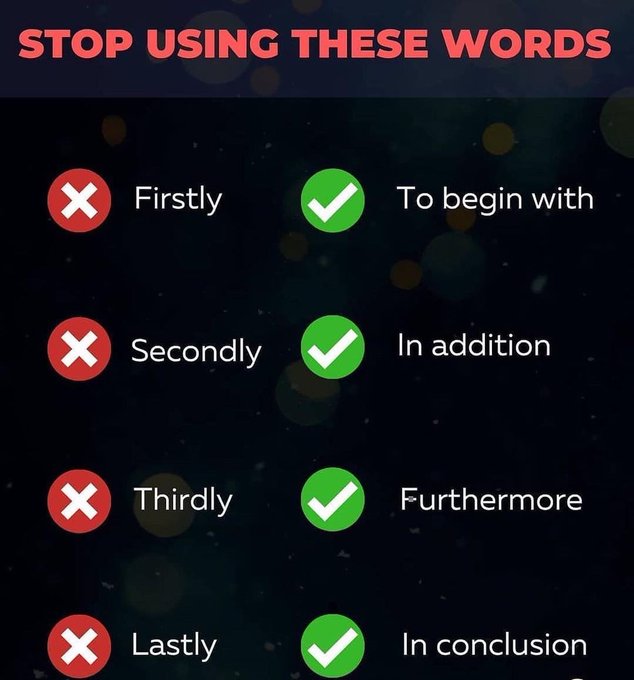 STOP USING THESE WORDS
Firstly
To begin with
Secondly
In addition
Thirdly
Furthermore
Lastly
In conclusion